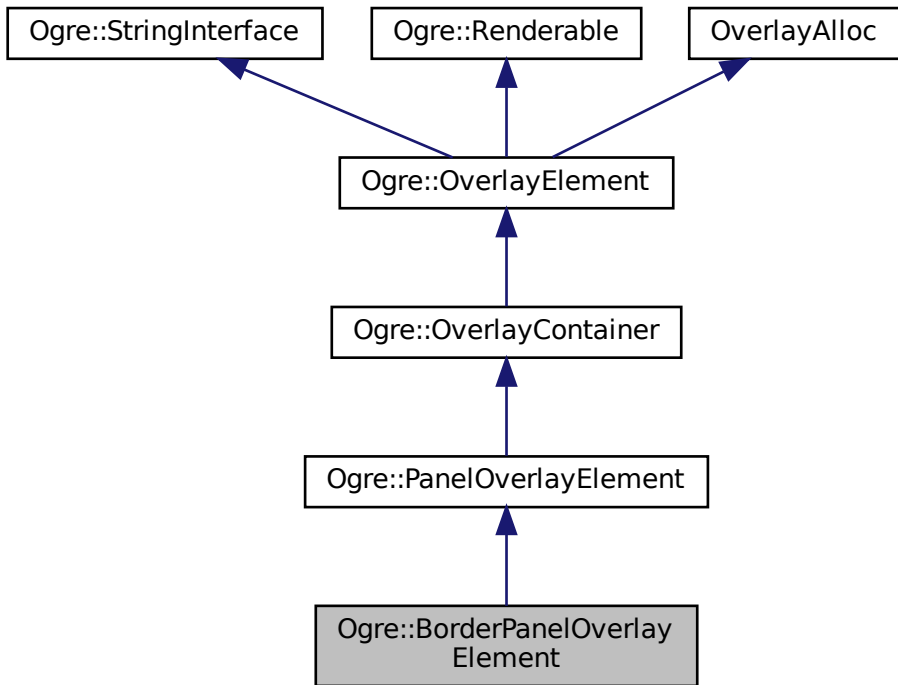 Ogre::StringInterface
Ogre::Renderable
OverlayAlloc
Ogre::OverlayElement
Ogre::OverlayContainer
Ogre::PanelOverlayElement
Ogre::BorderPanelOverlay
Element